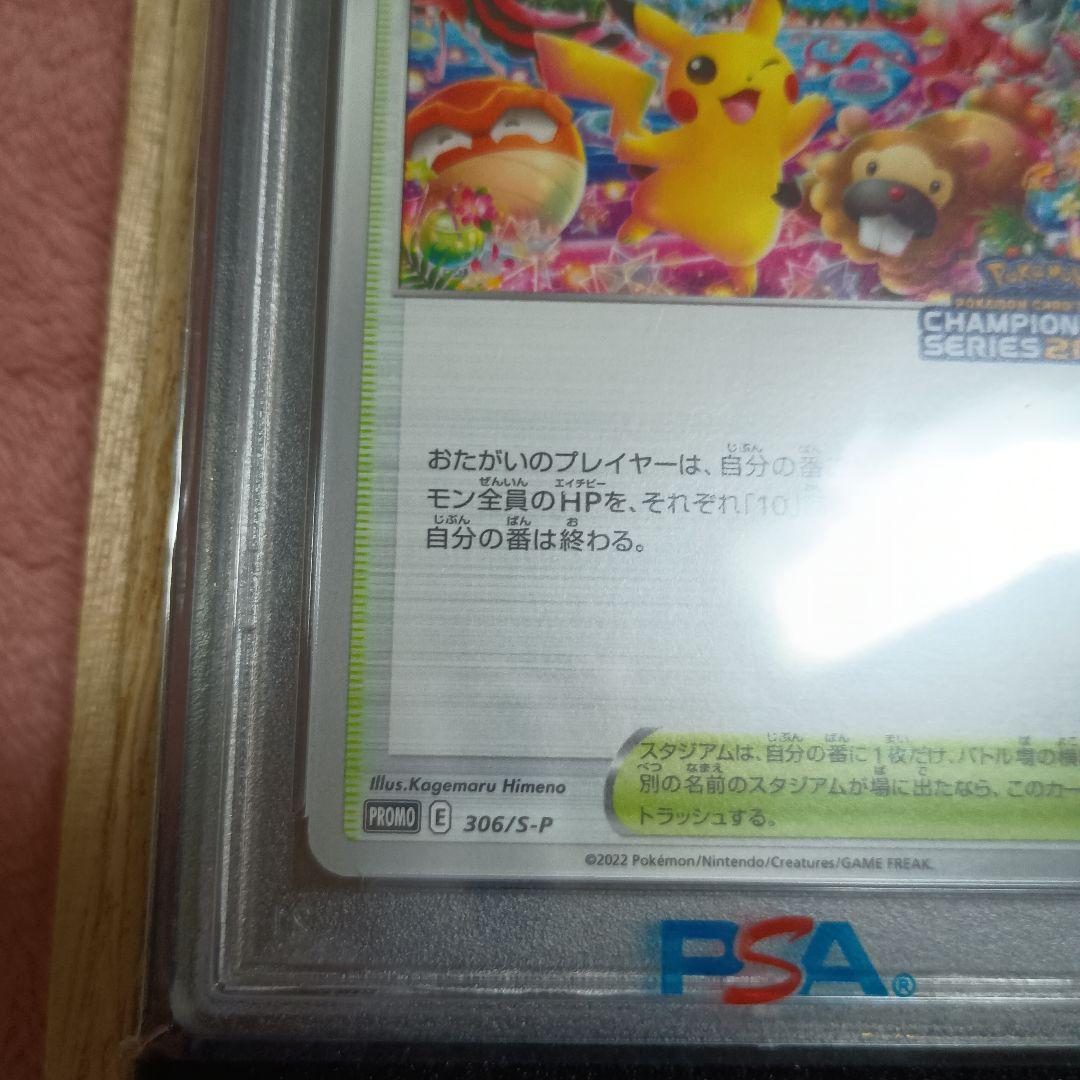 POKÉMON CARD
CHAMPION
SERIES
おたがいのプレイヤーは、自分の番
モン全員のHPを、それぞれ「10」
自分の番は終わる。
スタジアムは、自分の番に1枚だけ、バトル場の横
別の名前のスタジアムが場に出たなら、このカー
トラッシュする。
Illus.Kagemaru Himeno
PROMO E 306/S-P
©2022 Pokémon/Nintendo/Creatures/GAME FREAK.
PSA®